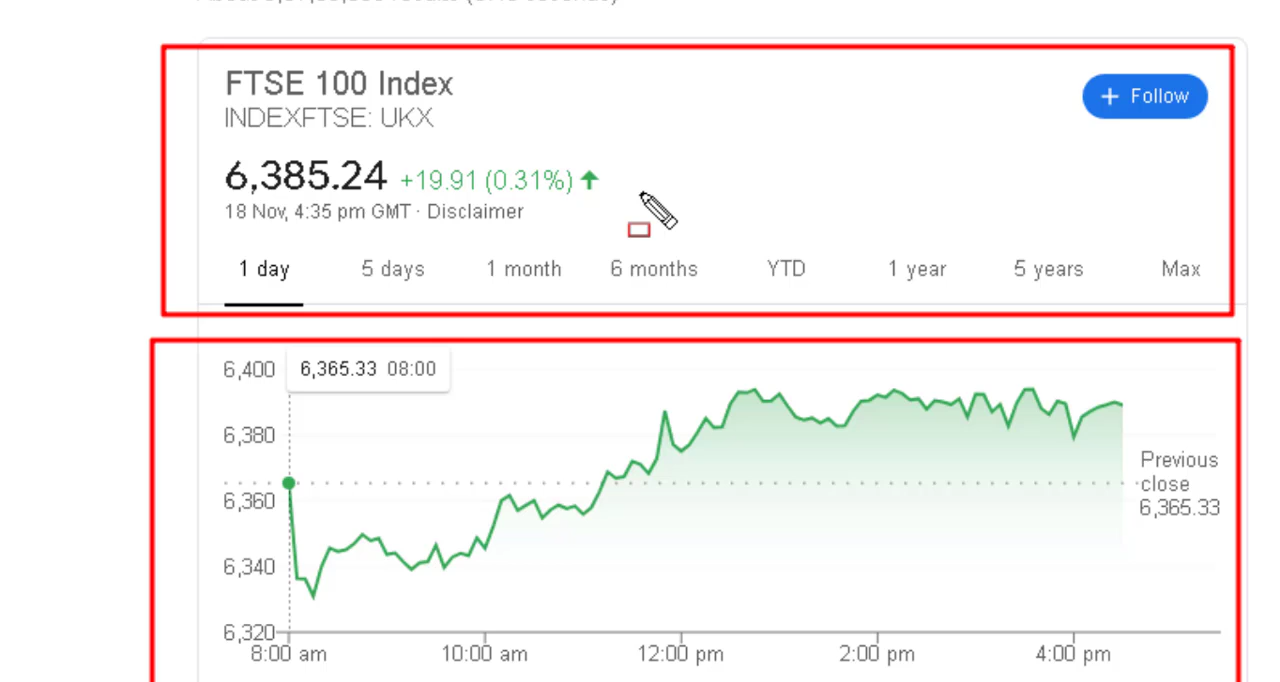 FTSE 100 Index
INDEXFTSE: UKX
+ Follow
6,385.24 +19.91 (0.31%) ↑
18 Nov, 4:35 pm GMT · Disclaimer
1 day 5 days 1 month 6 months YTD 1 year 5 years Max
6,400
6,365.33 08:00
6,380
6,360
6,340
6,320
Previous
close
6,365.33
8:00 am 10:00 am 12:00 pm 2:00 pm 4:00 pm